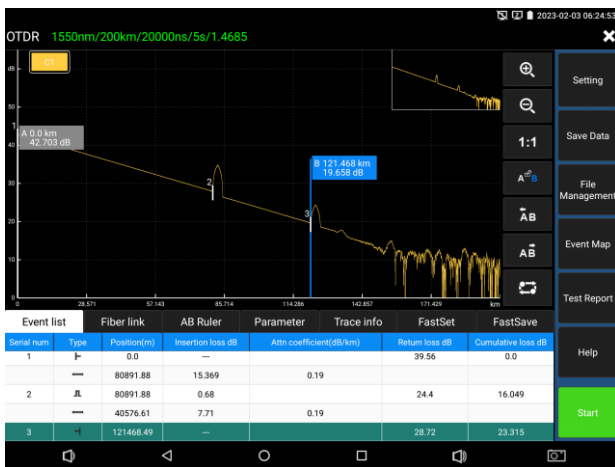 2023-02-03 06:24:53
OTDR 1550nm/200km/20000ns/5s/1.4685
C1
dB
50
40
30
20
10
0
1
A 0.0 km
42.703 dB
2
B 121.468 km
19.658 dB
3
0 28.571 57.143 85.714 114.286 142.857 171.429 km
1:1
A B
AB
AB
Setting
Save Data
File
Management
Event Map
Test Report
Help
Start
Event list Fiber link AB Ruler Parameter Trace info FastSet FastSave
Serial num Type Position(m) Insertion loss dB Attn coefficient(dB/km) Return loss dB Cumulative loss dB
1 0.0 --- 39.56 0.0
80891.88 15.369 0.19
2 80891.88 0.68 24.4 16.049
40576.61 7.71 0.19
3 121468.49 --- 28.72 23.315